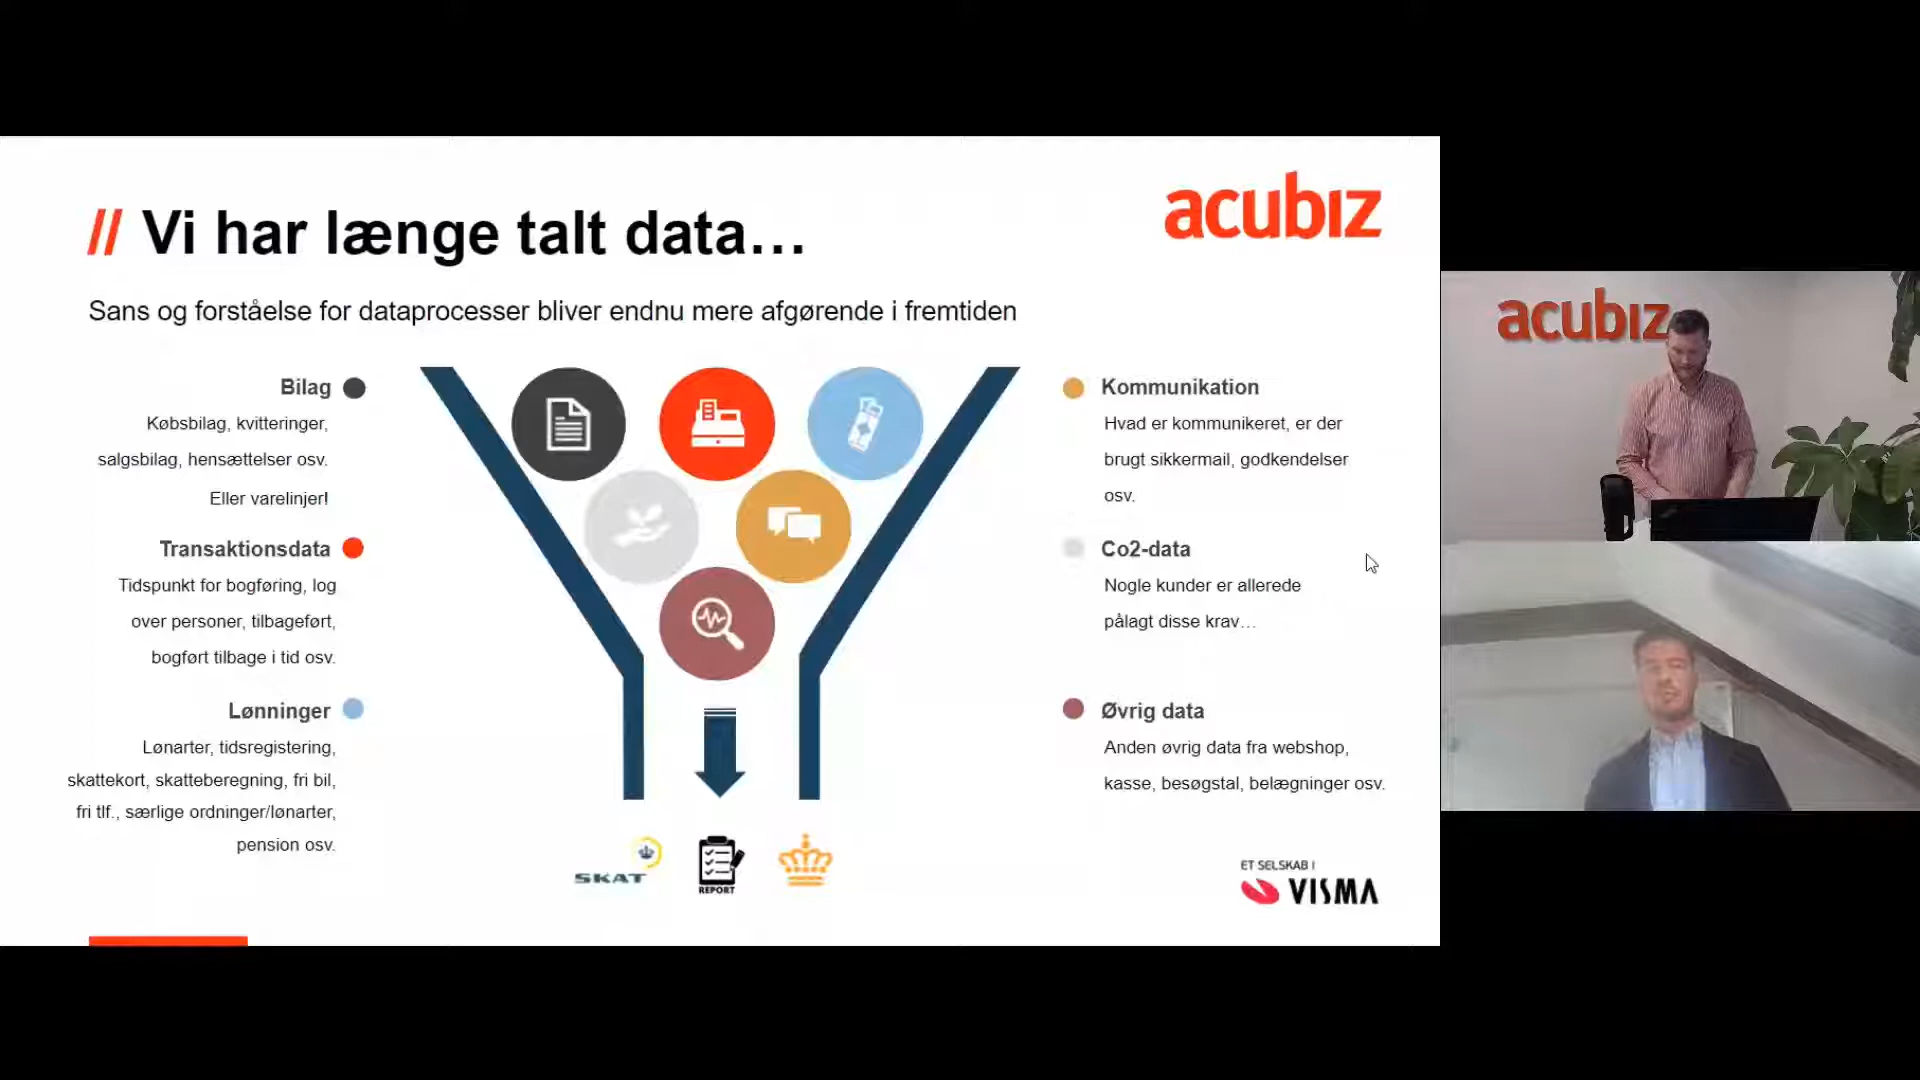 // Vi har længe talt data…
acubiz
Sans og forståelse for dataprocesser bliver endnu mere afgørende i fremtiden
Bilag
Købsbilag, kvitteringer,
salgsbilag, hensættelser osv.
Eller varelinjer!
Transaktionsdata
Tidspunkt for bogføring, log
over personer, tilbageført,
bogført tilbage i tid osv.
Lønninger
Lønarter, tidsregistering,
skattekort, skatteberegning, fri bil,
fri tlf., særlige ordninger/lønarter,
pension osv.
Kommunikation
Hvad er kommunikeret, er der
brugt sikkermail, godkendelser
osv.
Co2-data
Nogle kunder er allerede
pålagt disse krav…
Øvrig data
Anden øvrig data fra webshop,
kasse, besøgstal, belægninger osv.
SKAT
REPORT
ET SELSKAB I
VISMA
acubiz